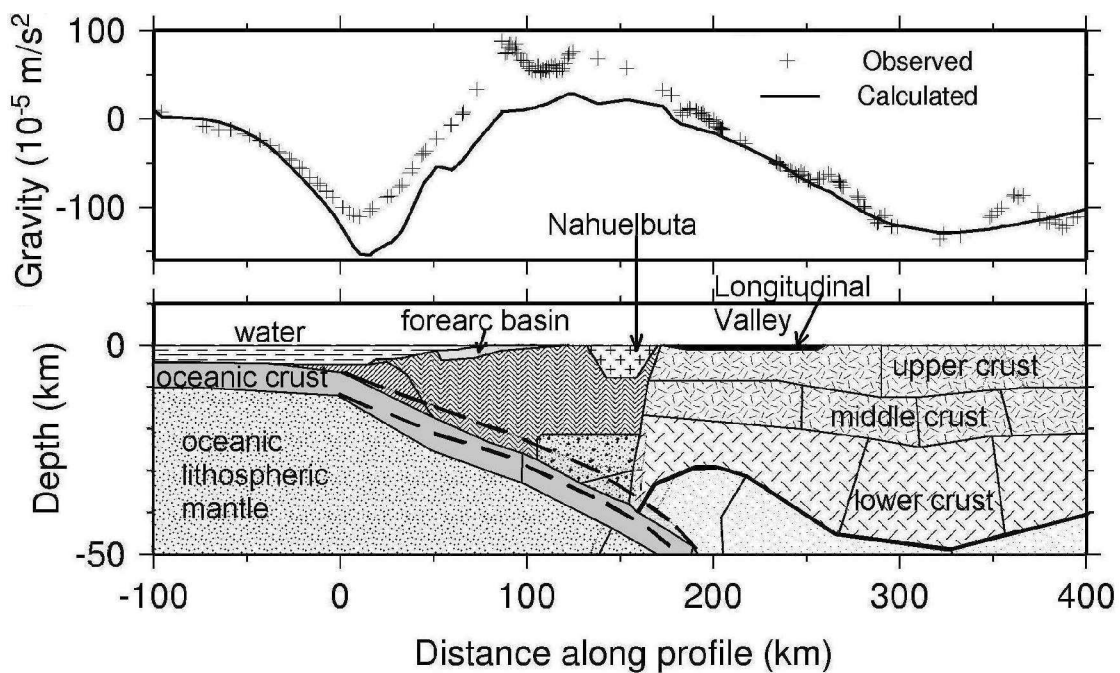 100
0
-100
Gravity (10⁻⁵ m/s²)
Observed
Calculated
Nahuelbuta
Longitudinal
Valley
forearc basin
water
oceanic crust
oceanic
lithospheric
mantle
upper crust
middle crust
lower crust
0
-50
Depth (km)
-100 0 100 200 300 400
Distance along profile (km)